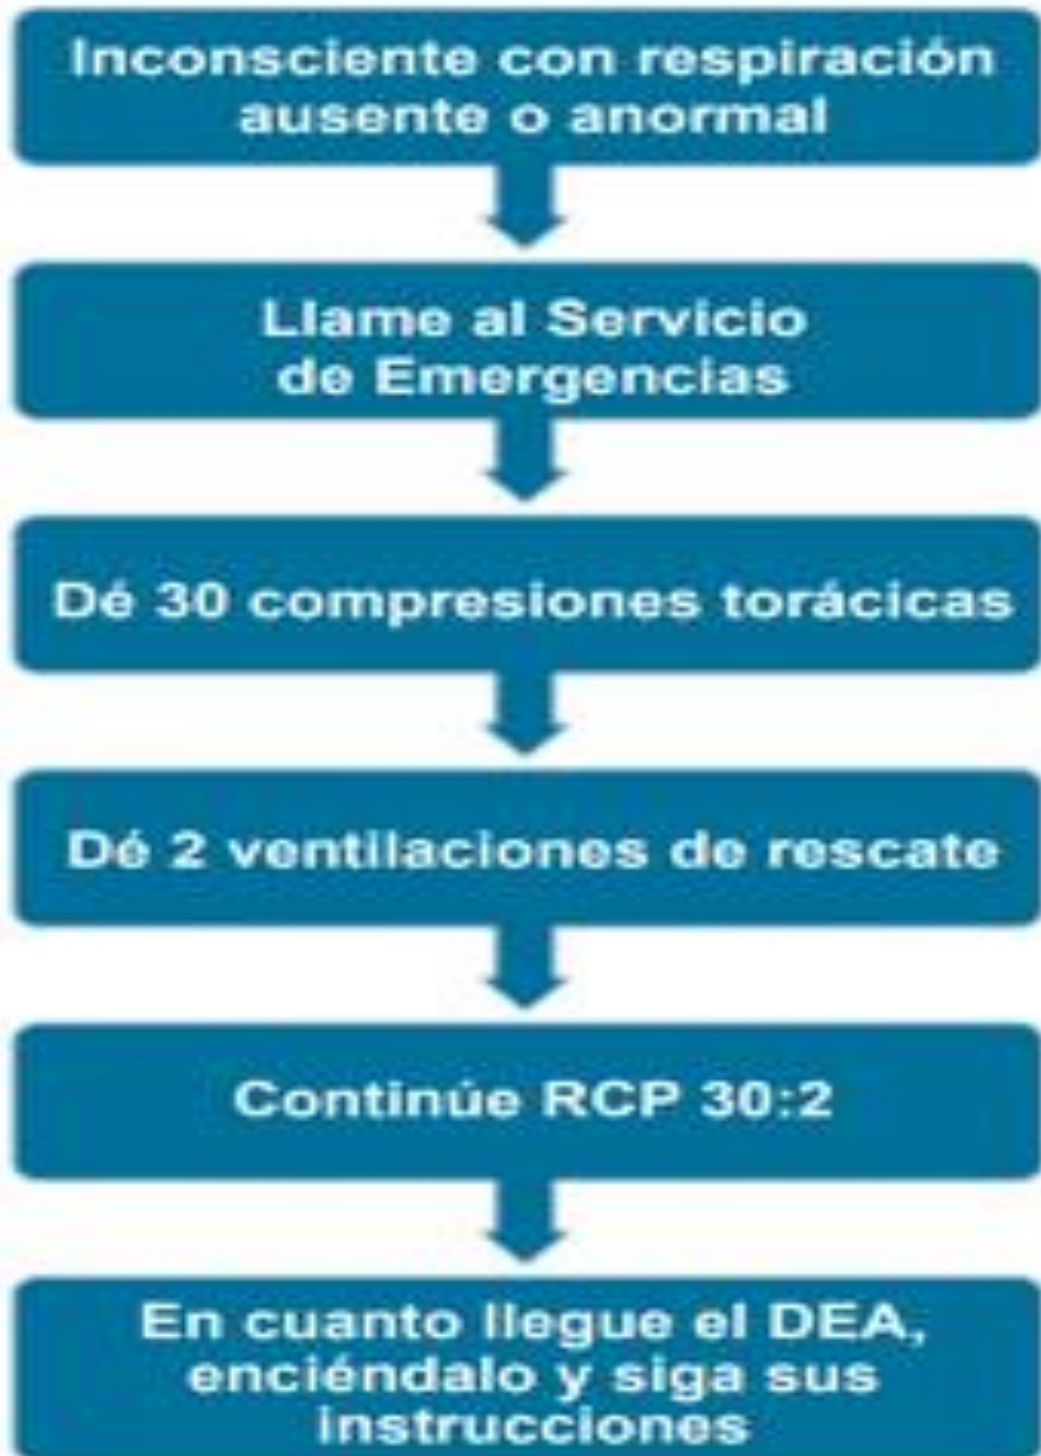 Inconsciente con respiración
ausente o anormal
Llame al Servicio
de Emergencias
Dé 30 compresiones torácicas
Dé 2 ventilaciones de rescate
Continúe RCP 30:2
En cuanto llegue el DEA,
enciéndalo y siga sus
instrucciones